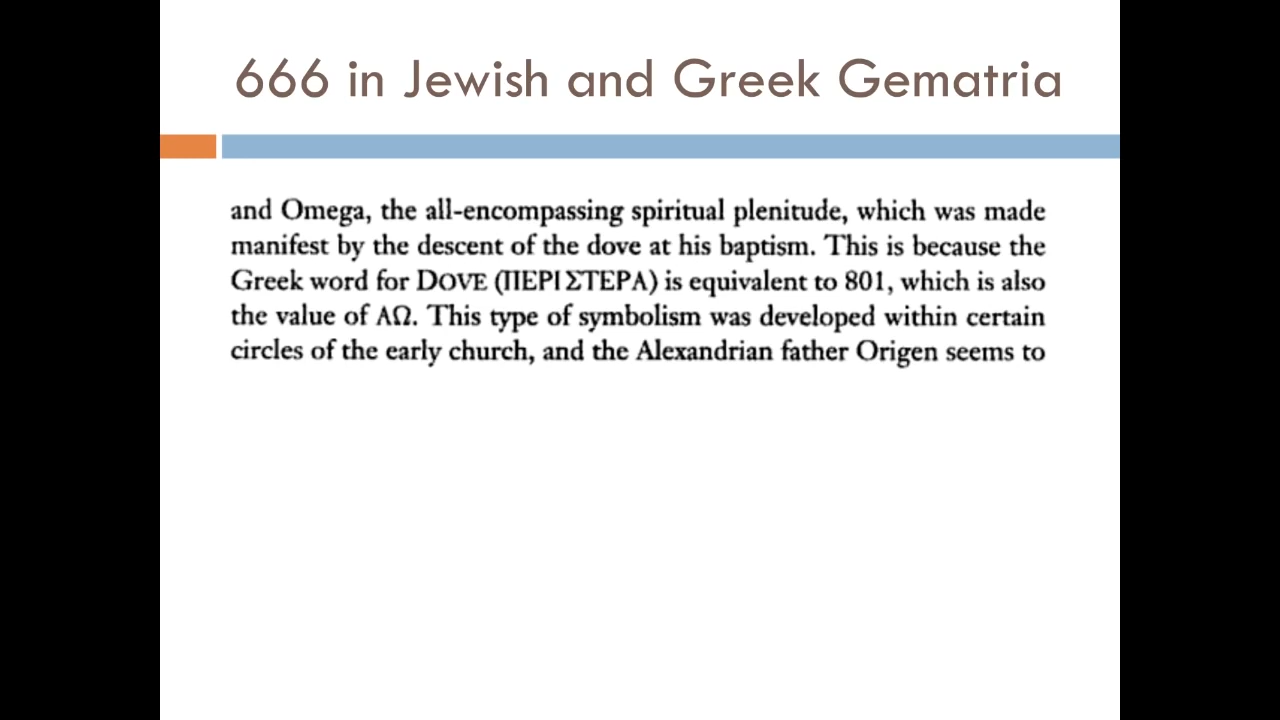 666 in Jewish and Greek Gematria
and Omega, the all-encompassing spiritual plenitude, which was made
manifest by the descent of the dove at his baptism. This is because the
Greek word for DOVE (ΠΕΡΙΣΤΕΡΑ) is equivalent to 801, which is also
the value of ΑΩ. This type of symbolism was developed within certain
circles of the early church, and the Alexandrian father Origen seems to